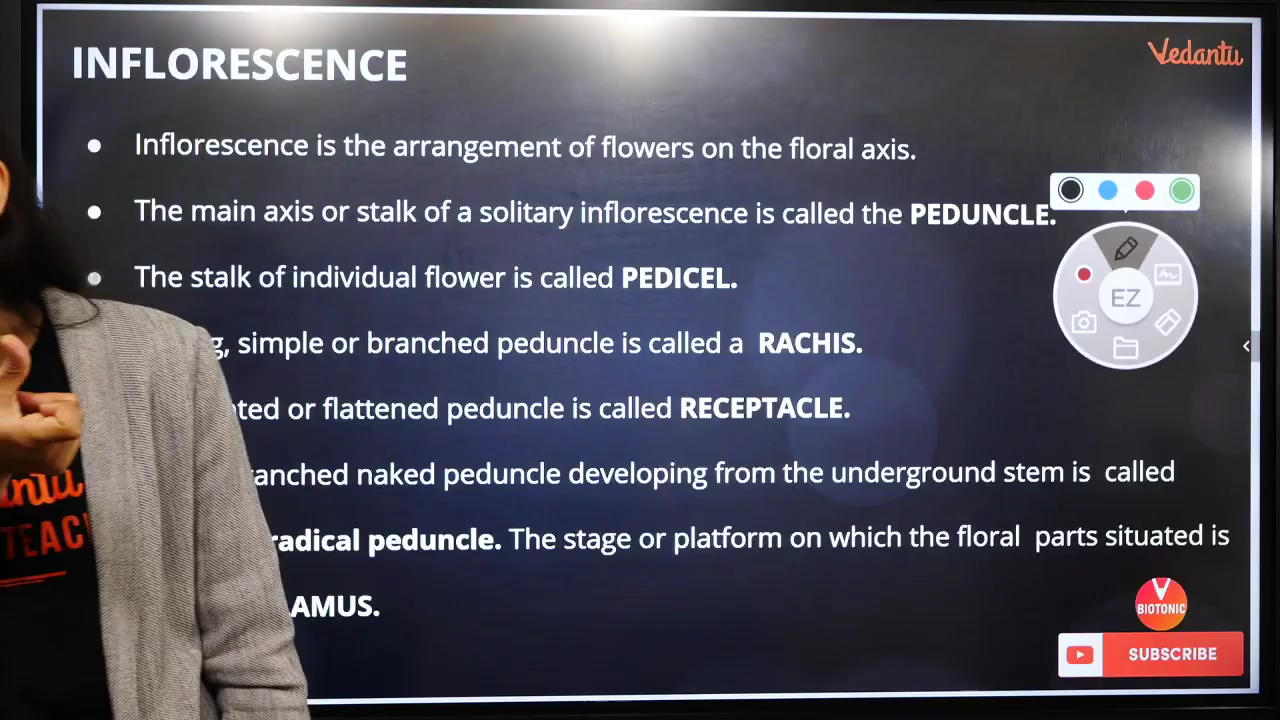 INFLORESCENCE
Vedantu
● Inflorescence is the arrangement of flowers on the floral axis.
● The main axis or stalk of a solitary inflorescence is called the PEDUNCLE.
● The stalk of individual flower is called PEDICEL.
simple or branched peduncle is called a RACHIS.
EZ
or flattened peduncle is called RECEPTACLE.
naked peduncle developing from the underground stem is called
radical peduncle. The stage or platform on which the floral parts situated is
AMUS.
V
BIOTONIC
SUBSCRIBE